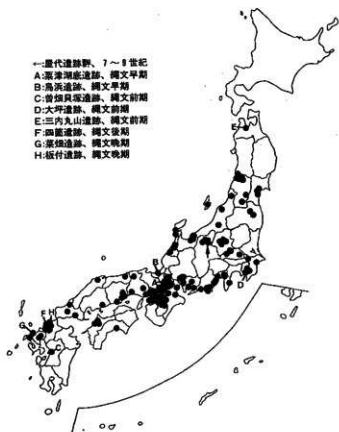 ←:屋代遺跡群、7～9世紀
A:粟津湖底遺跡、縄文早期
B:鳥浜遺跡、縄文早期
C:曽畑貝塚遺跡、縄文前期
D:大坪遺跡、縄文前期
E:三内丸山遺跡、縄文前期
F:四箇遺跡、縄文後期
G:菜畑遺跡、縄文晩期
H:板付遺跡、縄文晩期
E
B
A
D
F H
G
C